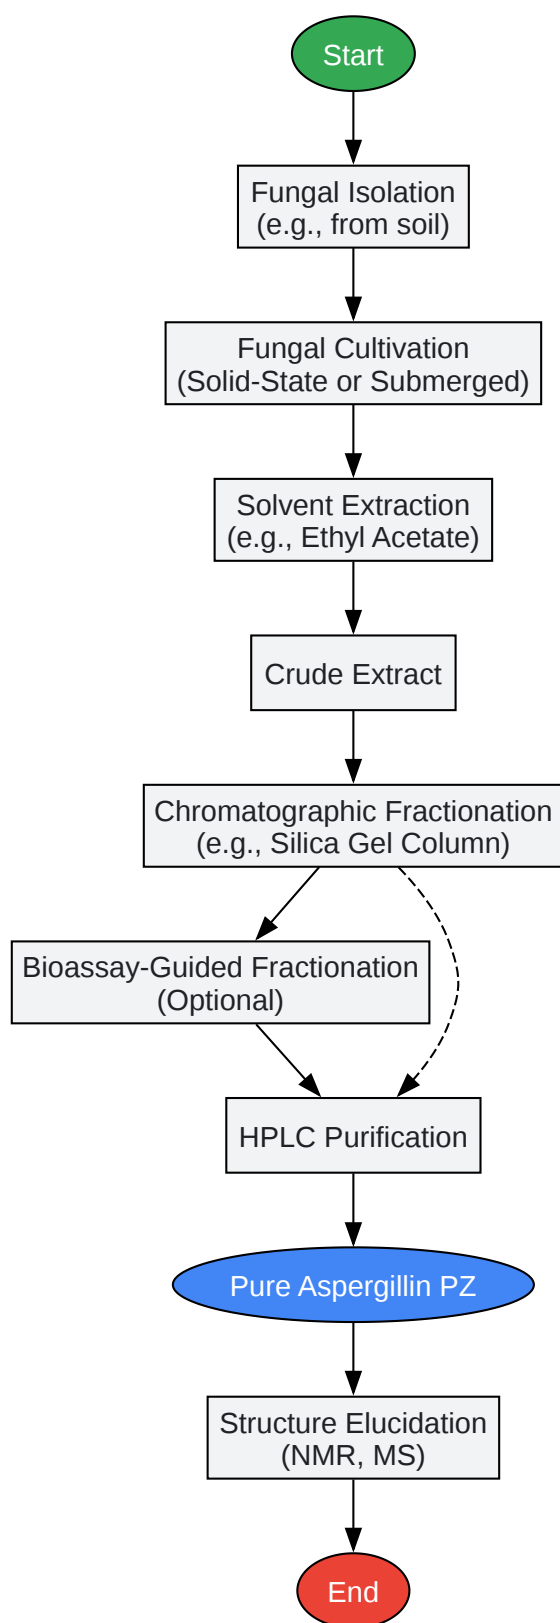 Start
Fungal Isolation
(e.g., from soil)
Fungal Cultivation
(Solid-State or Submerged)
Solvent Extraction
(e.g., Ethyl Acetate)
Crude Extract
Chromatographic Fractionation
(e.g., Silica Gel Column)
Bioassay-Guided Fractionation
(Optional)
HPLC Purification
Pure Aspergillin PZ
Structure Elucidation
(NMR, MS)
End